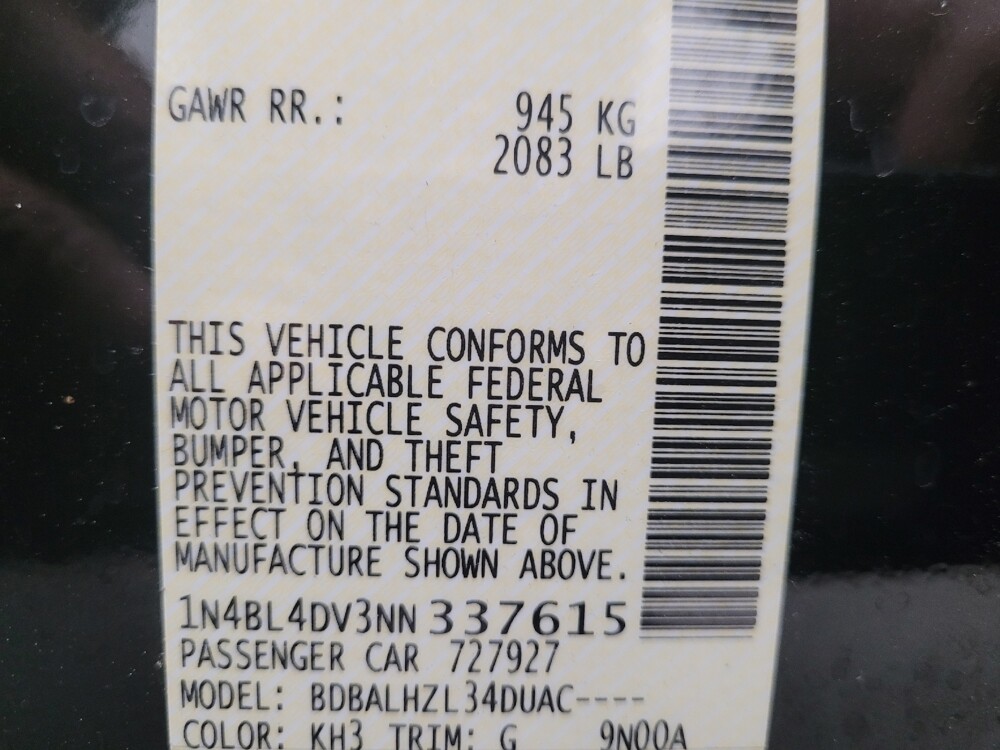 GAWR RR.: 945 KG
2083 LB
THIS VEHICLE CONFORMS TO
ALL APPLICABLE FEDERAL
MOTOR VEHICLE SAFETY,
BUMPER, AND THEFT
PREVENTION STANDARDS IN
EFFECT ON THE DATE OF
MANUFACTURE SHOWN ABOVE.
1N4BL4DV3NN337615
PASSENGER CAR 727927
MODEL: BDBALHZL34DUAC----
COLOR: KH3 TRIM: G 9N00A